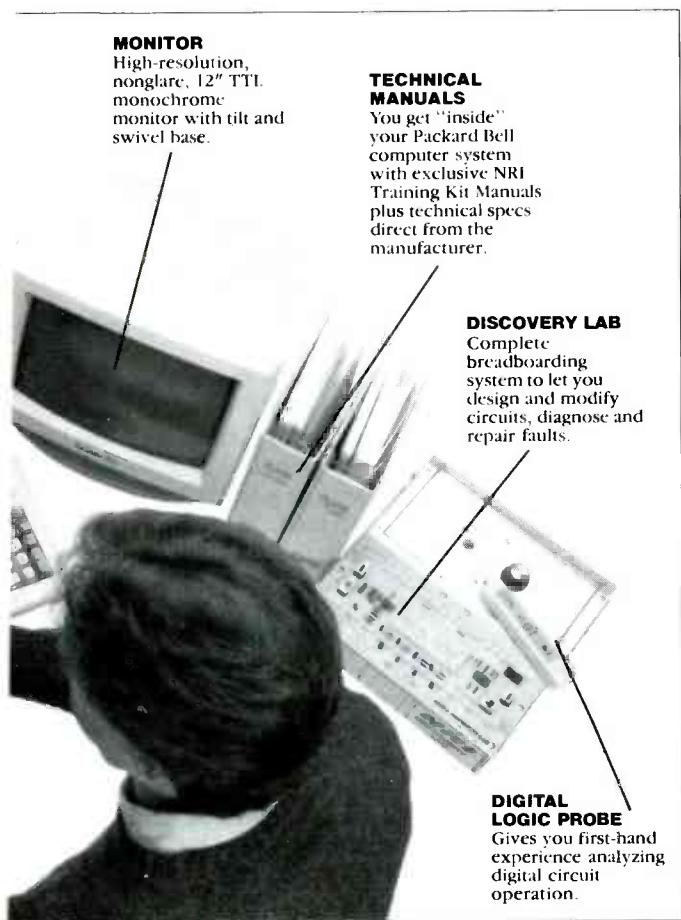 MONITOR
High-resolution,
nonglare, 12" TTL
monochrome
monitor with tilt and
swivel base.
TECHNICAL
MANUALS
You get "inside"
your Packard Bell
computer system
with exclusive NRI
Training Kit Manuals
plus technical specs
direct from the
manufacturer.
DISCOVERY LAB
Complete
breadboarding
system to let you
design and modify
circuits, diagnose and
repair faults.
DIGITAL
LOGIC PROBE
Gives you first-hand
experience analyzing
digital circuit
operation.